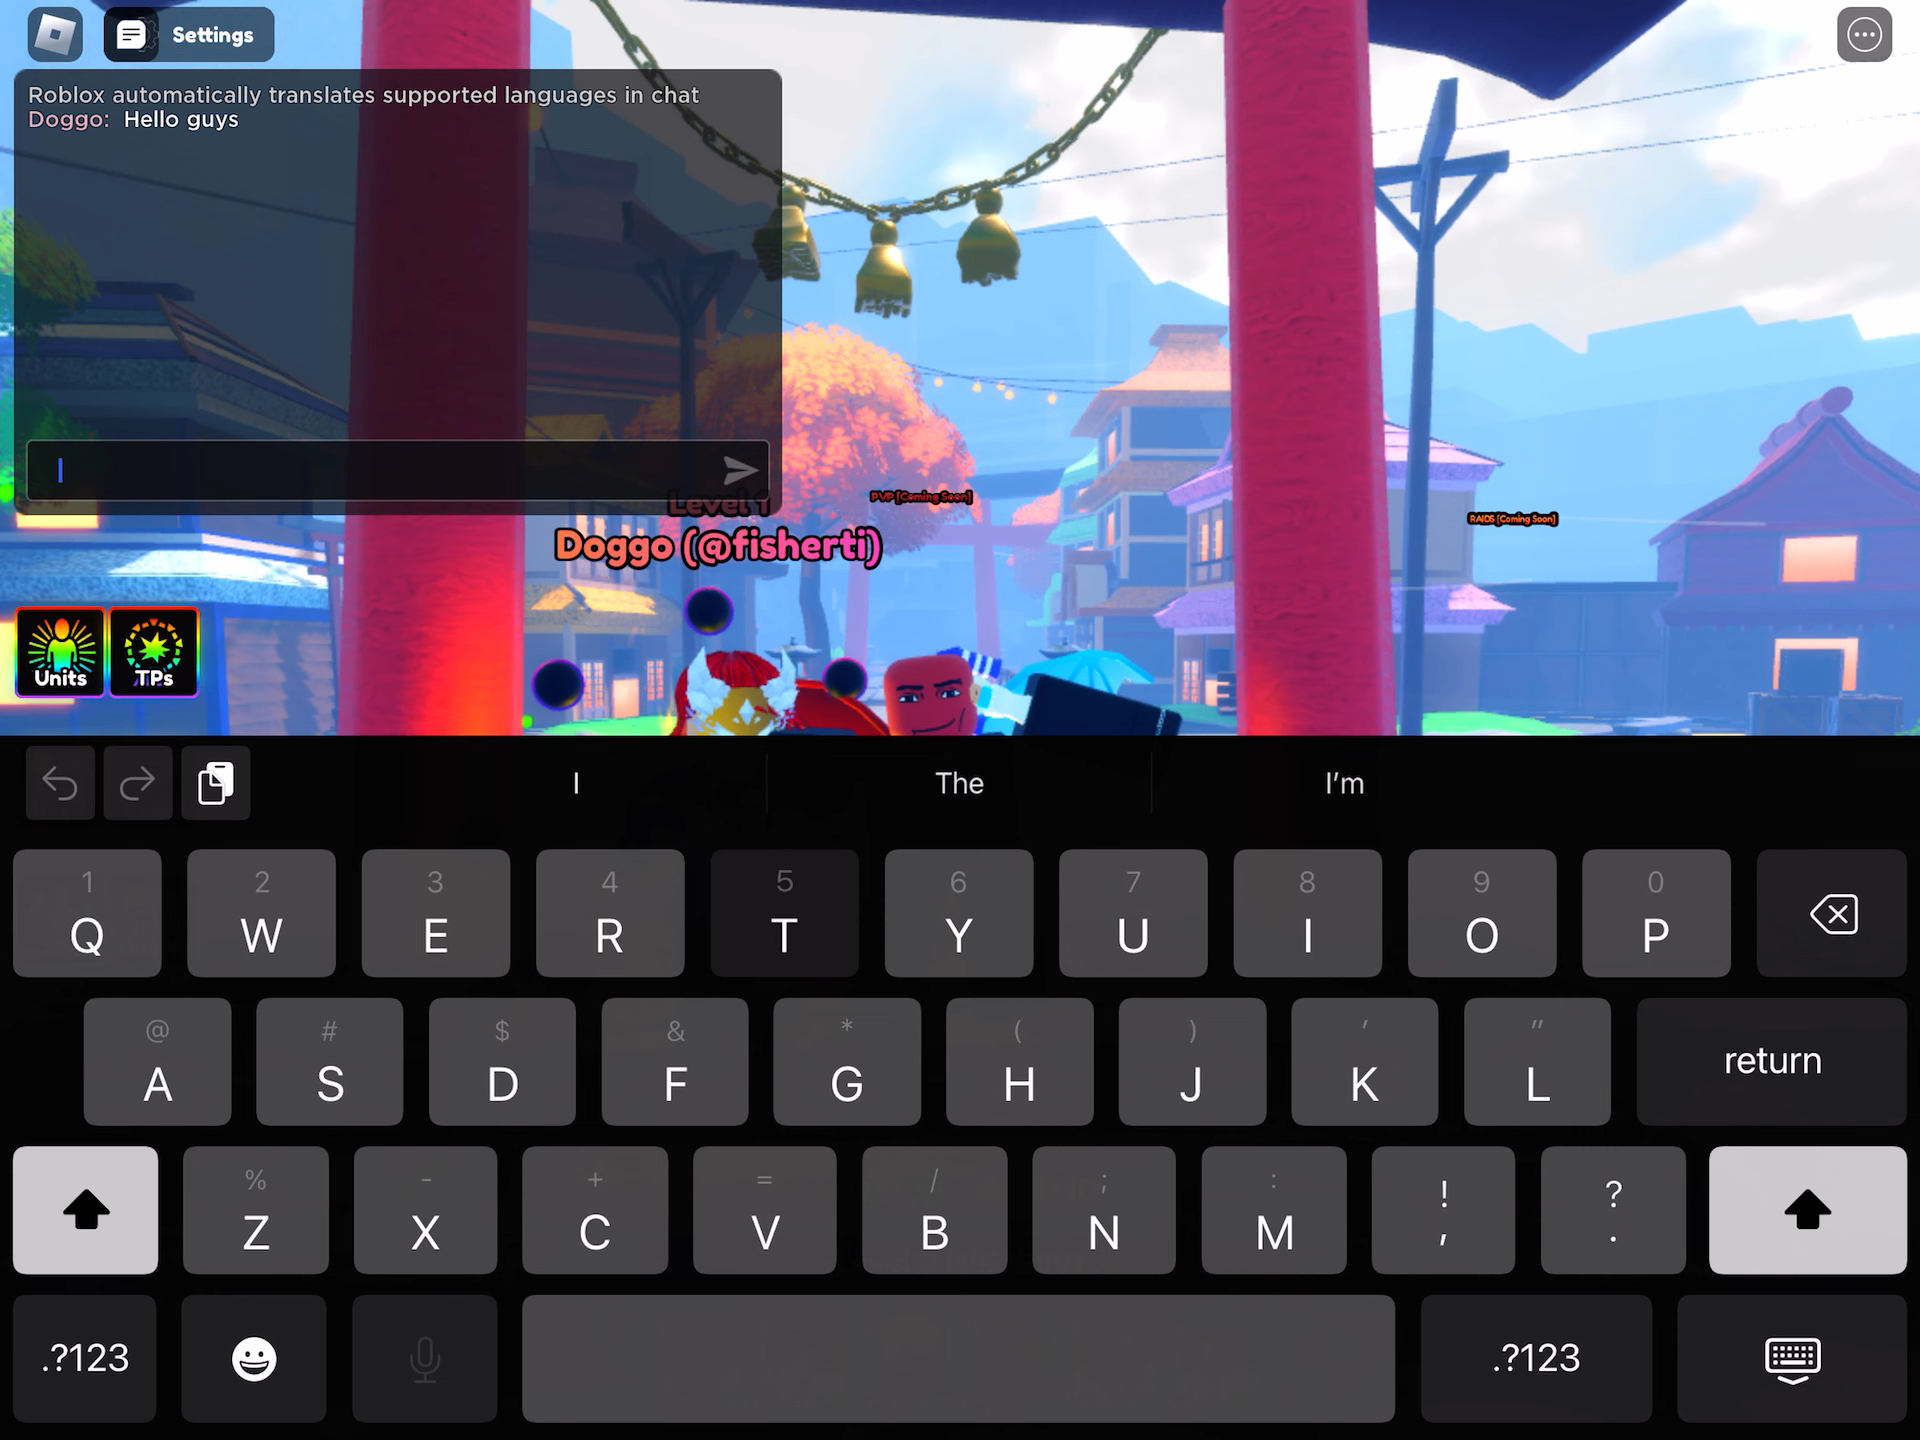 Settings
Roblox automatically translates supported languages in chat
Doggo: Hello guys
Level 1
PVP [Coming Soon]
RAIDS [Coming Soon]
Doggo (@fisherti)
Units
TPs
I
The
I'm
1 2 3 4 5 6 7 8 9 0
Q W E R T Y U I O P
@ # $ & * ( ) ' "
A S D F G H J K L return
% - + = / ; : ! ?
Z X C V B N M , .
.?123 .?123